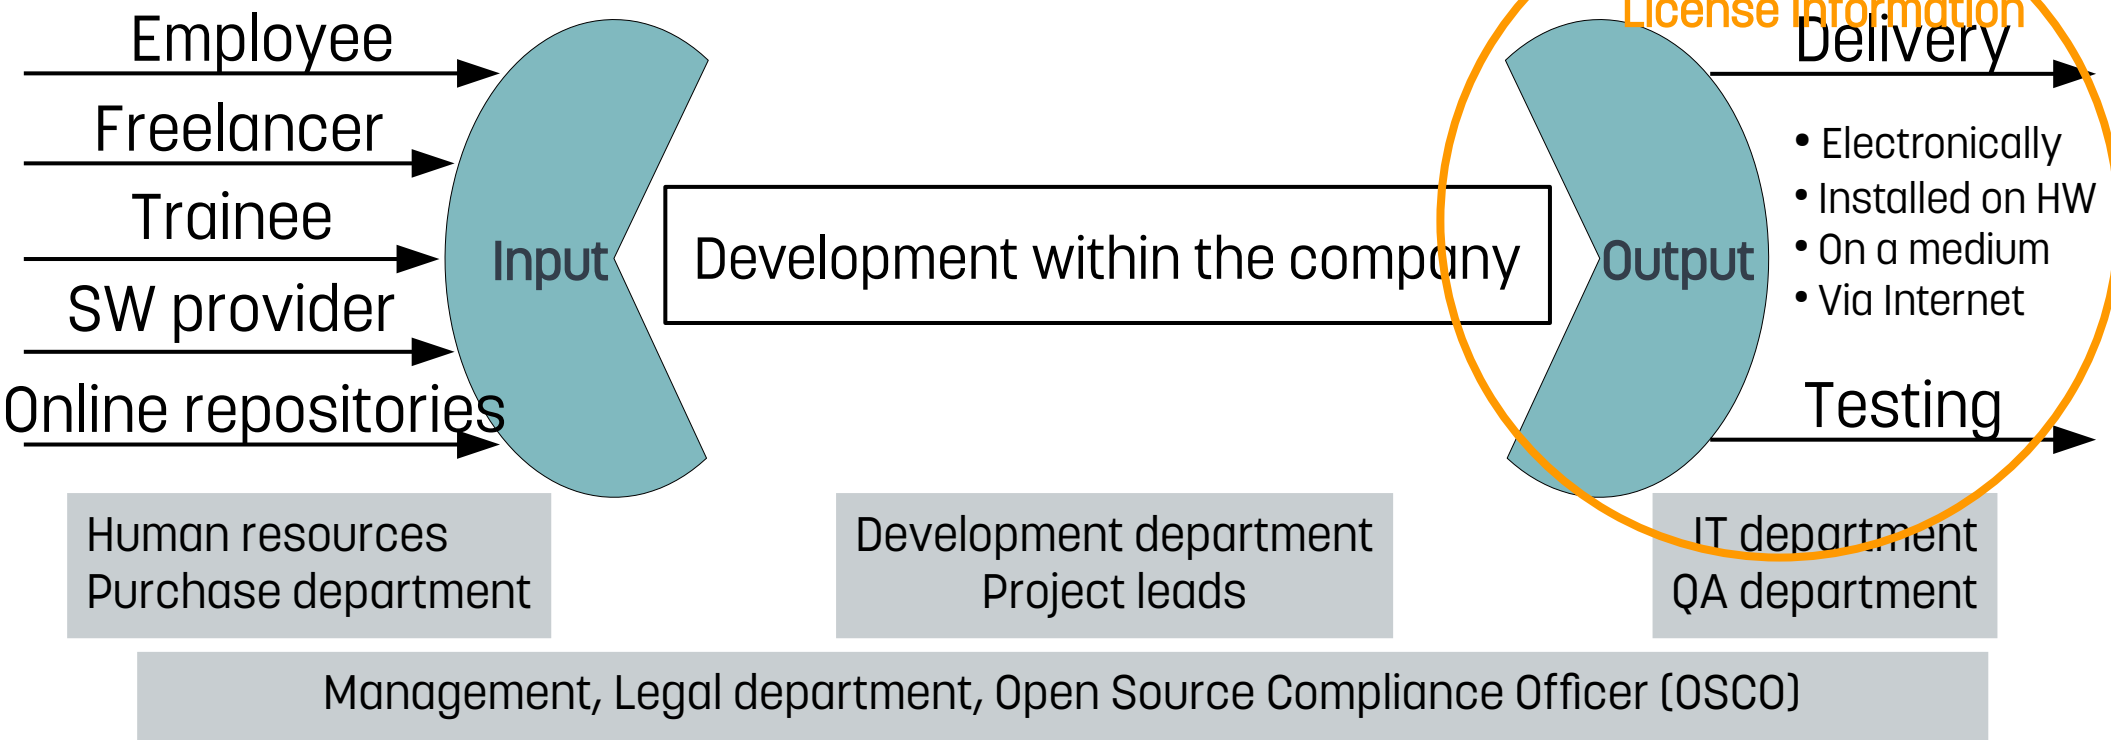 License Information
Employee
Freelancer
Trainee
SW provider
Online repositories
Input
Development within the company
Output
Delivery
• Electronically
• Installed on HW
• On a medium
• Via Internet
Testing
Human resources
Purchase department
Development department
Project leads
IT department
QA department
Management, Legal department, Open Source Compliance Officer (OSCO)